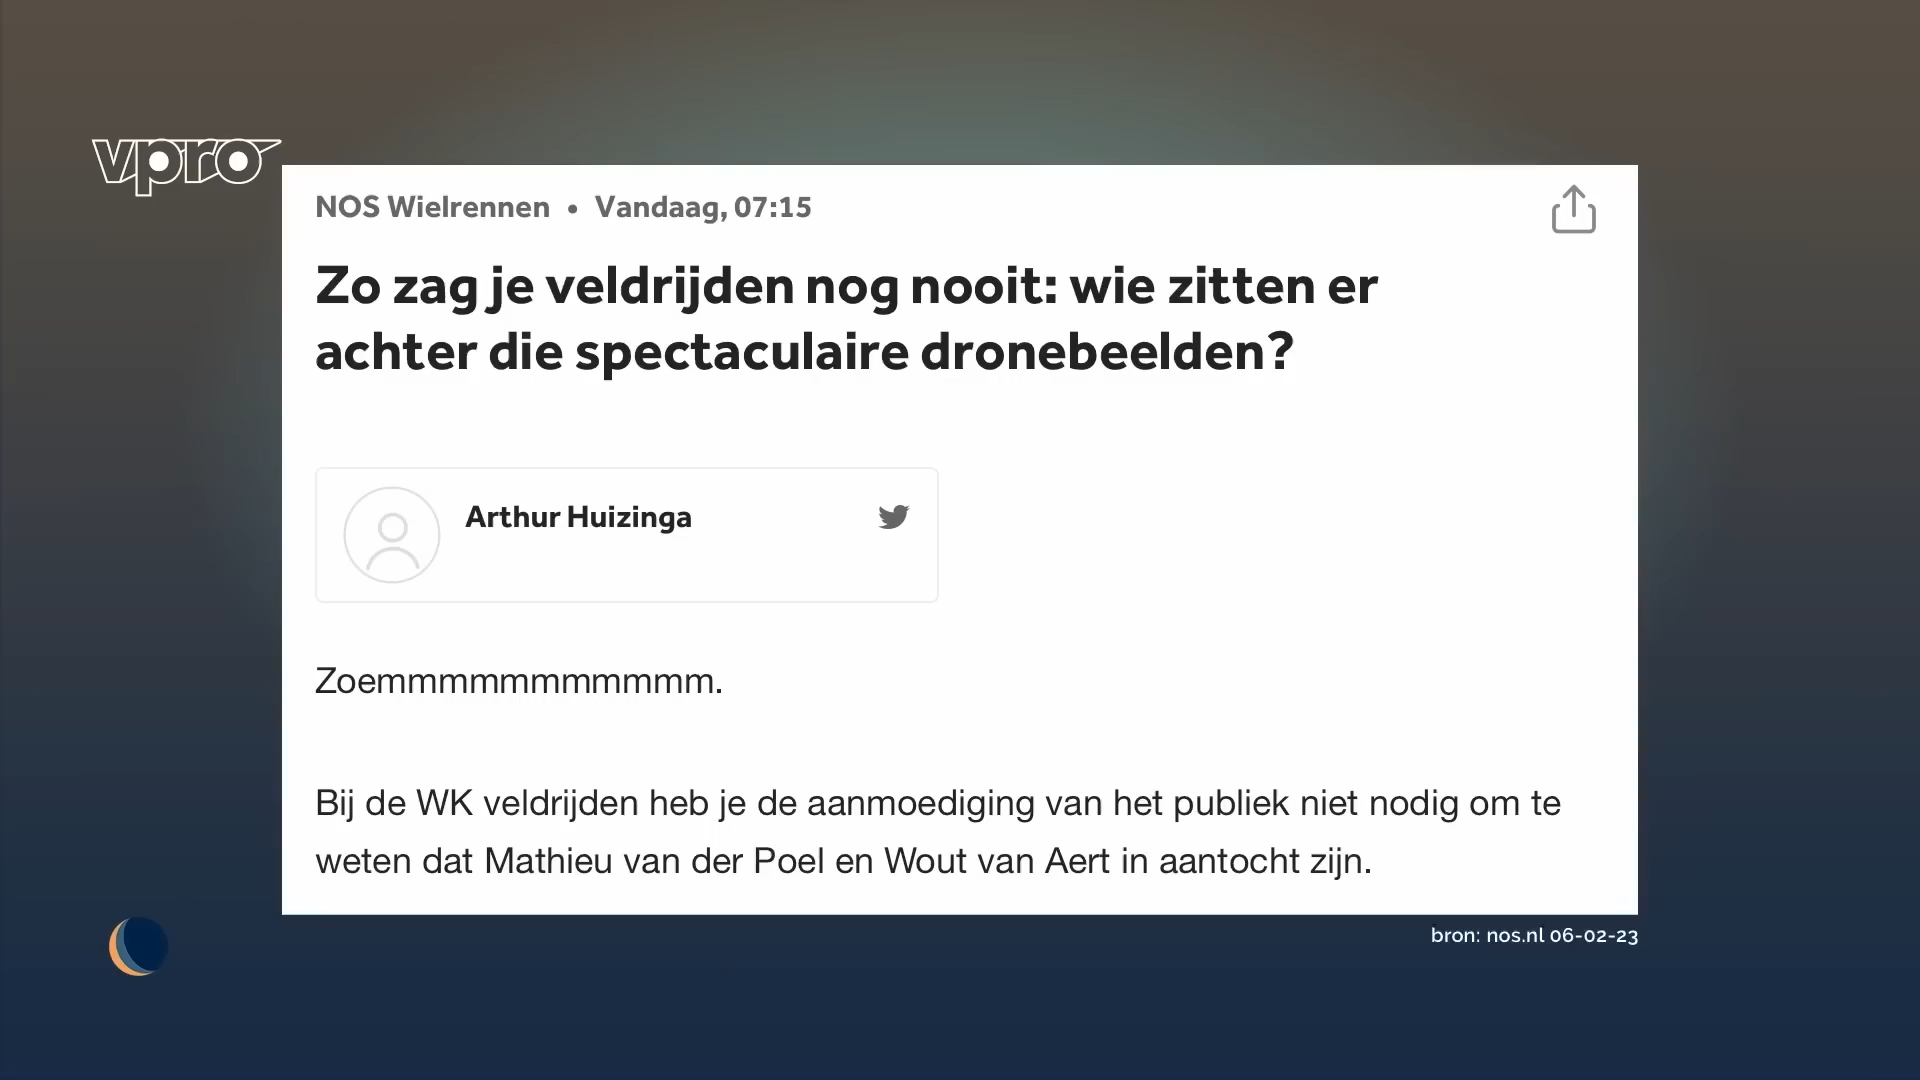 vpro
NOS Wielrennen • Vandaag, 07:15
Zo zag je veldrijden nog nooit: wie zitten er
achter die spectaculaire dronebeelden?
Arthur Huizinga
Zoemmmmmmmmmmm.
Bij de WK veldrijden heb je de aanmoediging van het publiek niet nodig om te
weten dat Mathieu van der Poel en Wout van Aert in aantocht zijn.
bron: nos.nl 06-02-23